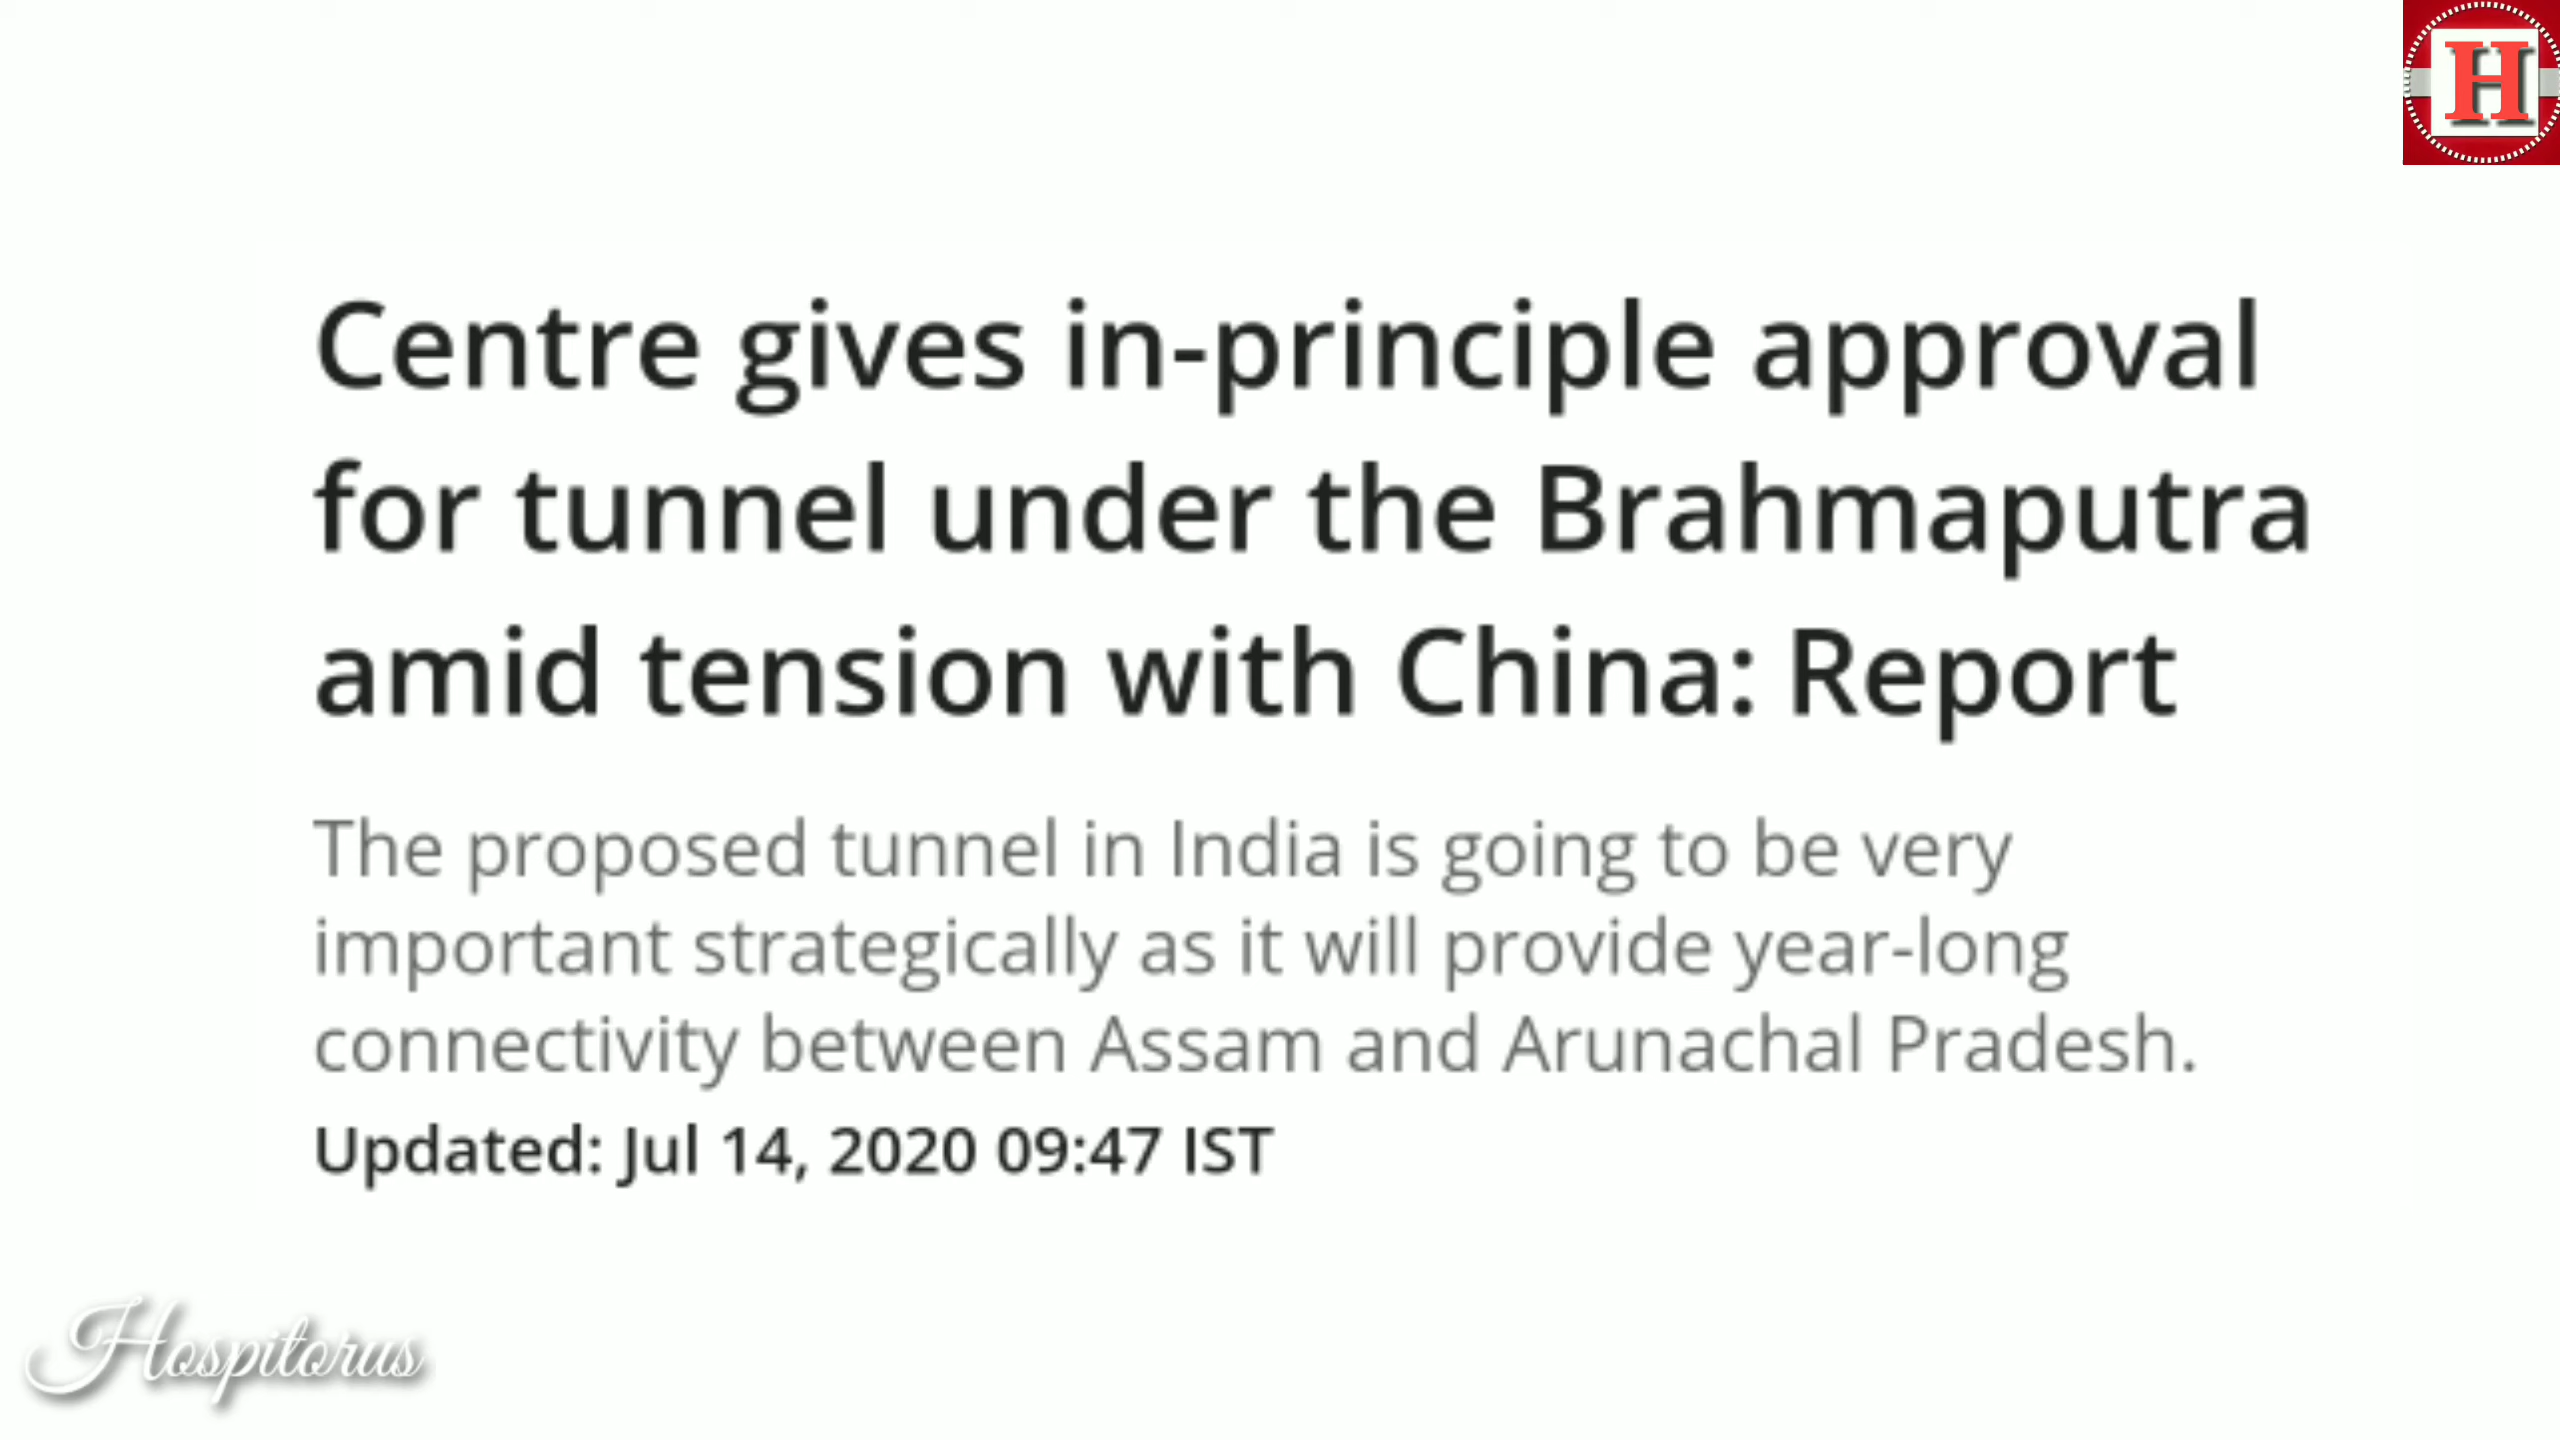 H
Centre gives in-principle approval
for tunnel under the Brahmaputra
amid tension with China: Report
The proposed tunnel in India is going to be very
important strategically as it will provide year-long
connectivity between Assam and Arunachal Pradesh.
Updated: Jul 14, 2020 09:47 IST
Hospitorus